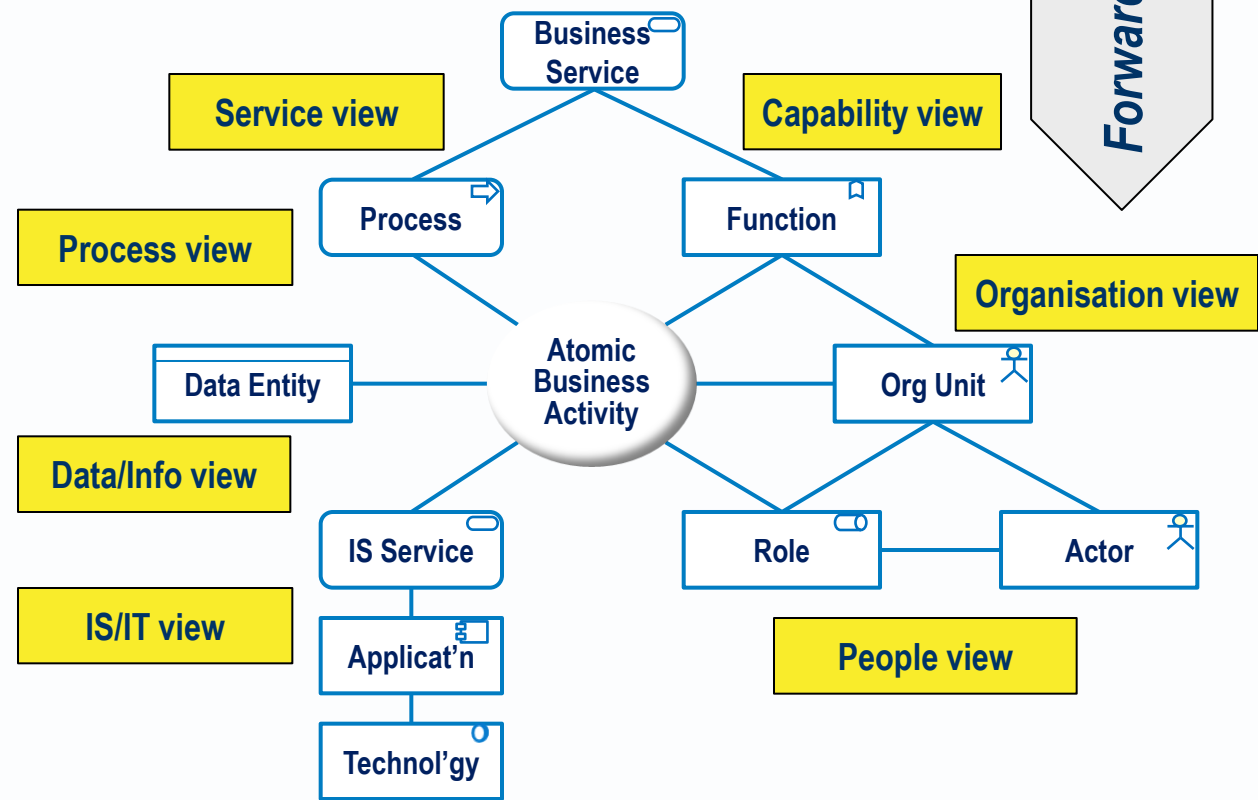 Business
Service
Service view
Capability view
Process
Function
Process view
Organisation view
Atomic
Business
Activity
Data Entity
Org Unit
Data/Info view
IS Service
Role
Actor
IS/IT view
Applicat’n
People view
Technol’gy